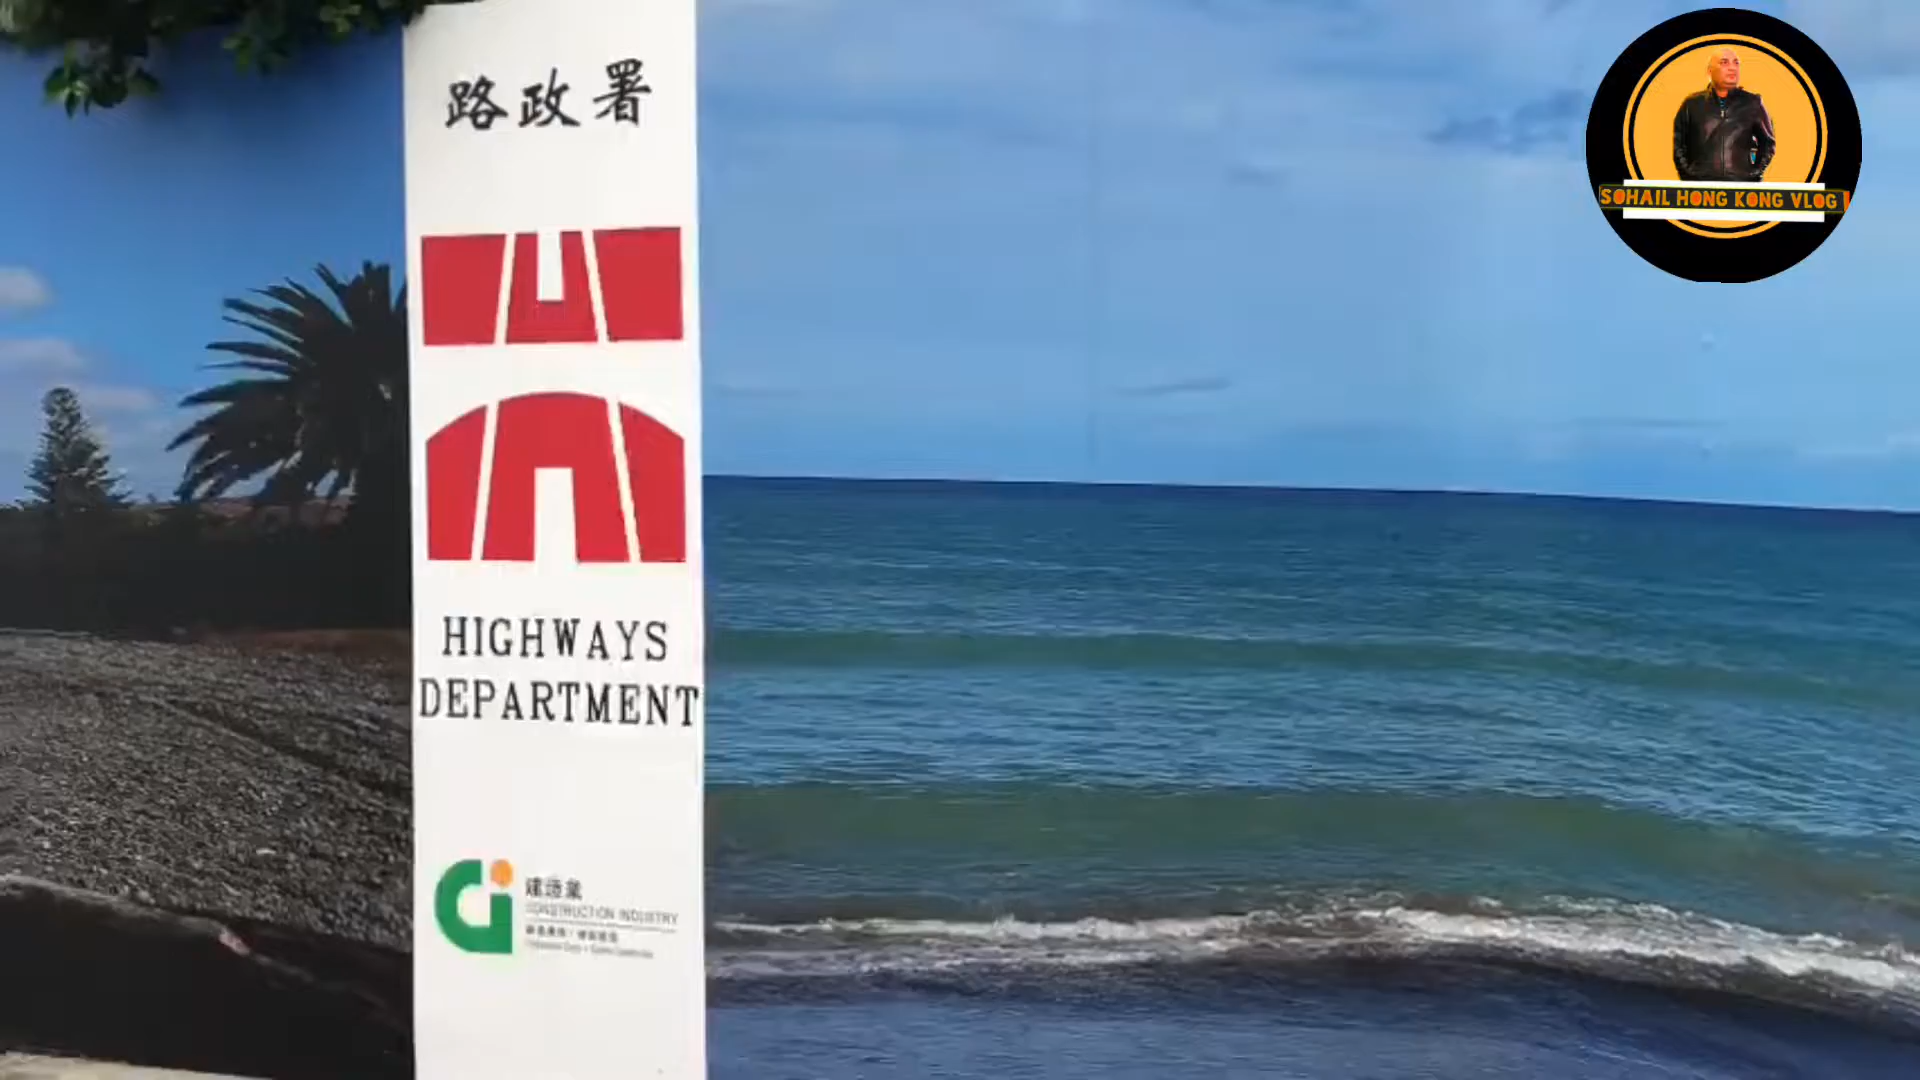 路政署
HIGHWAYS
DEPARTMENT
建造業
CONSTRUCTION INDUSTRY
SOHAIL HONG KONG VLOG